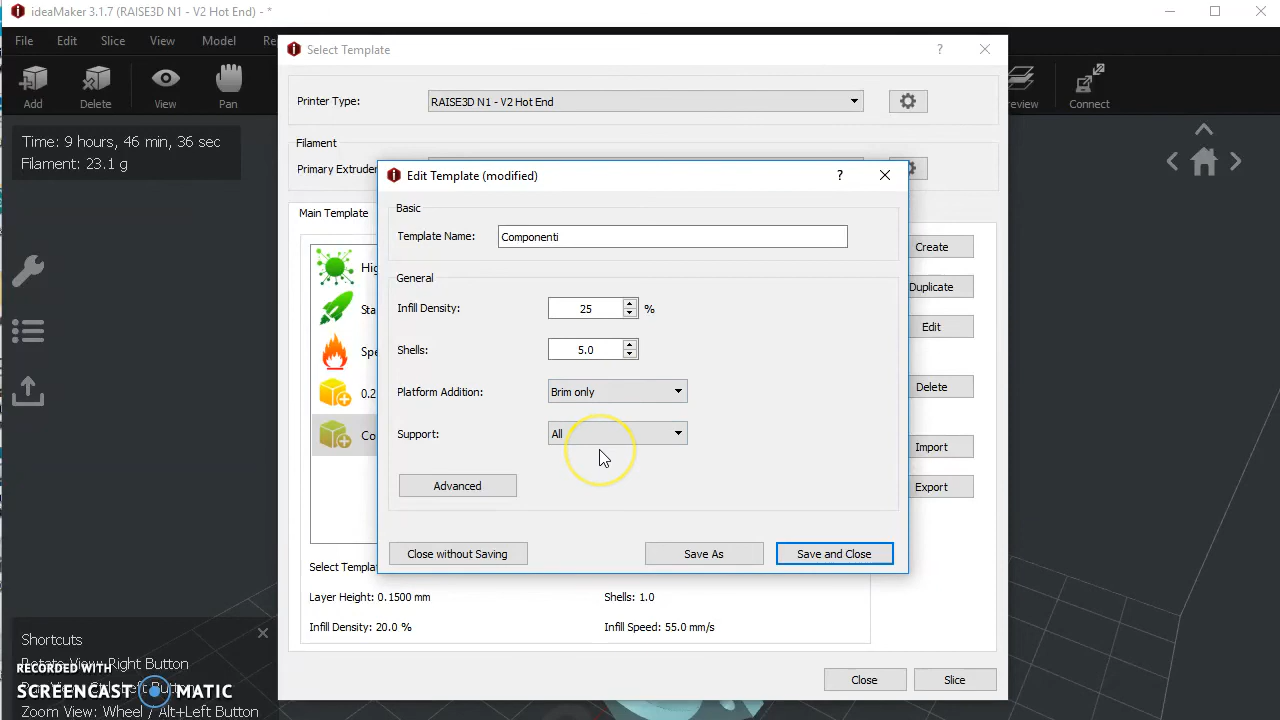 ideaMaker 3.1.7 (RAISE3D N1 - V2 Hot End) - *
File Edit Slice View Model
Add Delete View Pan
Connect
Time: 9 hours, 46 min, 36 sec
Filament: 23.1 g
Select Template
?
Printer Type: RAISE3D N1 - V2 Hot End
Filament
Primary Extruder
Main Template
Create
Duplicate
Edit
Delete
Import
Export
Edit Template (modified)
?
Basic
Template Name: Componenti
General
Infill Density: 25 %
Shells: 5.0
Platform Addition: Brim only
Support: All
Advanced
Close without Saving Save As Save and Close
Layer Height: 0.1500 mm Shells: 1.0
Infill Density: 20.0 % Infill Speed: 55.0 mm/s
Close Slice
Shortcuts
Rotate View: Right Button
RECORDED WITH
SCREENCAST MATIC
Zoom View: Wheel / Alt+Left Button